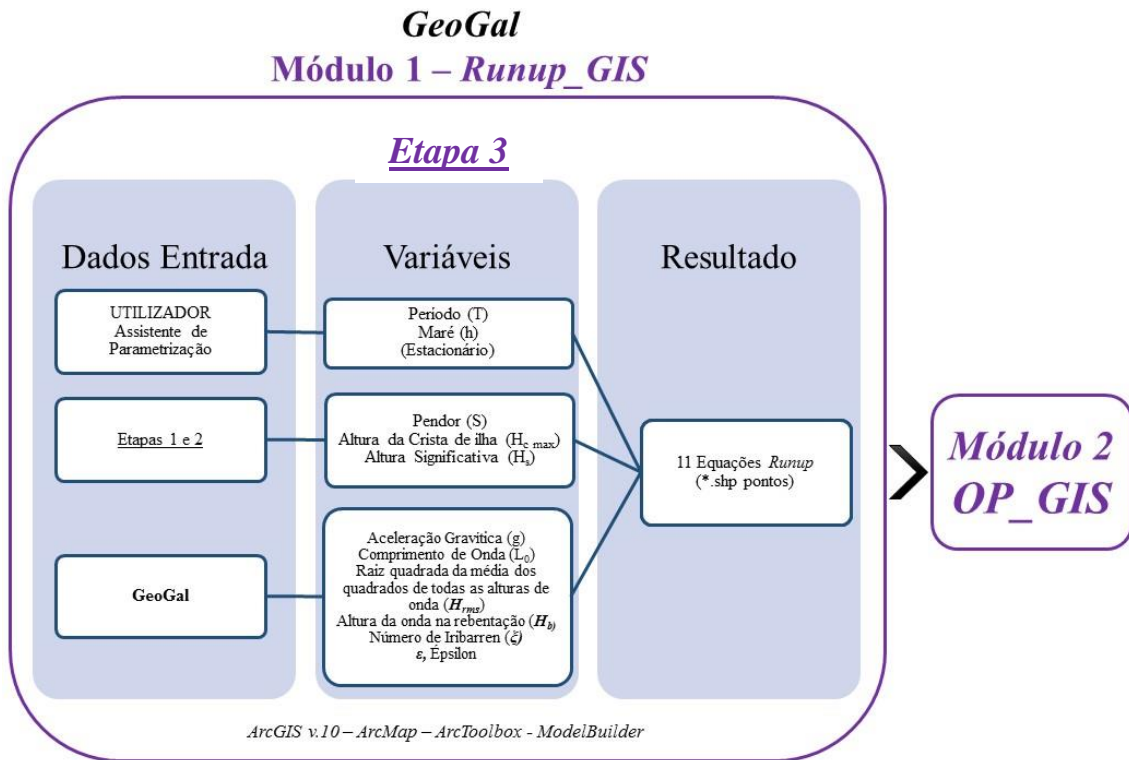 GeoGal
Módulo 1 – Runup_GIS
Etapa 3
Dados Entrada
Variáveis
Resultado
UTILIZADOR
Assistente de
Parametrização
Período (T)
Maré (h)
(Estacionário)
Etapas 1 e 2
Pendor (S)
Altura da Crista de ilha (Hc max)
Altura Significativa (Hs)
11 Equações Runup
(*.shp pontos)
GeoGal
Aceleração Gravítica (g)
Comprimento de Onda (L0)
Raiz quadrada da média dos
quadrados de todas as alturas de
onda (Hrms)
Altura da onda na rebentação (Hb)
Número de Iribarren (ξ)
ε, Épsilon
Módulo 2
OP_GIS
ArcGIS v.10 – ArcMap – ArcToolbox - ModelBuilder